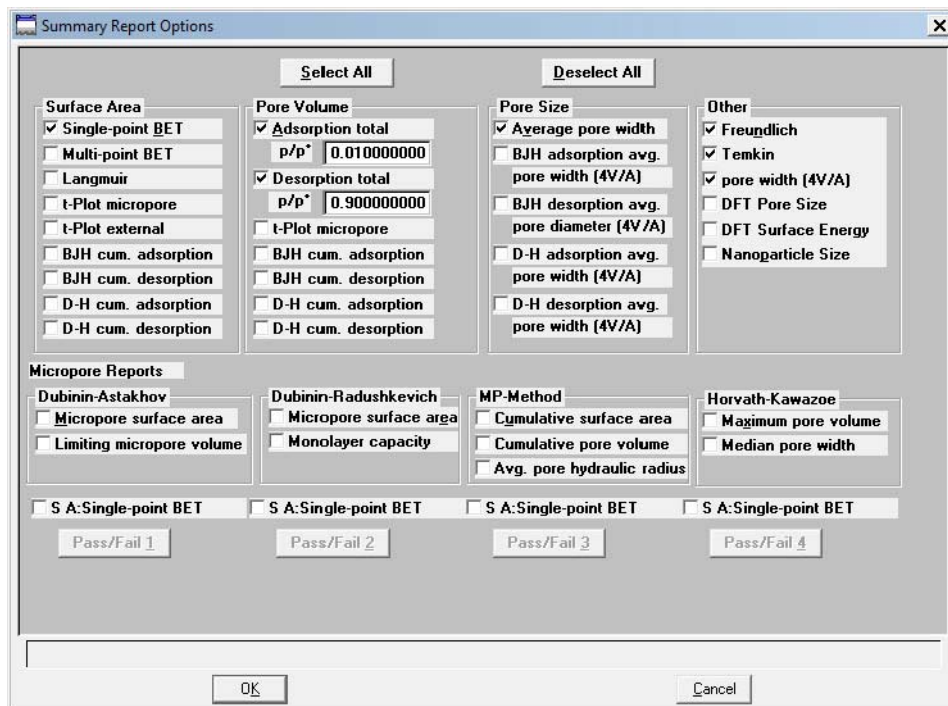 Summary Report Options
Select All
Deselect All
Surface Area
Single-point BET
Multi-point BET
Langmuir
t-Plot micropore
t-Plot external
BJH cum. adsorption
BJH cum. desorption
D-H cum. adsorption
D-H cum. desorption
Pore Volume
Adsorption total
p/p° 0.010000000
Desorption total
p/p° 0.900000000
t-Plot micropore
BJH cum. adsorption
BJH cum. desorption
D-H cum. adsorption
D-H cum. desorption
Pore Size
Average pore width
BJH adsorption avg.
pore width (4V/A)
BJH desorption avg.
pore diameter (4V/A)
D-H adsorption avg.
pore width (4V/A)
D-H desorption avg.
pore width (4V/A)
Other
Freundlich
Temkin
pore width (4V/A)
DFT Pore Size
DFT Surface Energy
Nanoparticle Size
Micropore Reports
Dubinin-Astakhov
Micropore surface area
Limiting micropore volume
Dubinin-Radushkevich
Micropore surface area
Monolayer capacity
MP-Method
Cumulative surface area
Cumulative pore volume
Avg. pore hydraulic radius
Horvath-Kawazoe
Maximum pore volume
Median pore width
S A:Single-point BET
S A:Single-point BET
S A:Single-point BET
S A:Single-point BET
Pass/Fail 1
Pass/Fail 2
Pass/Fail 3
Pass/Fail 4
OK
Cancel